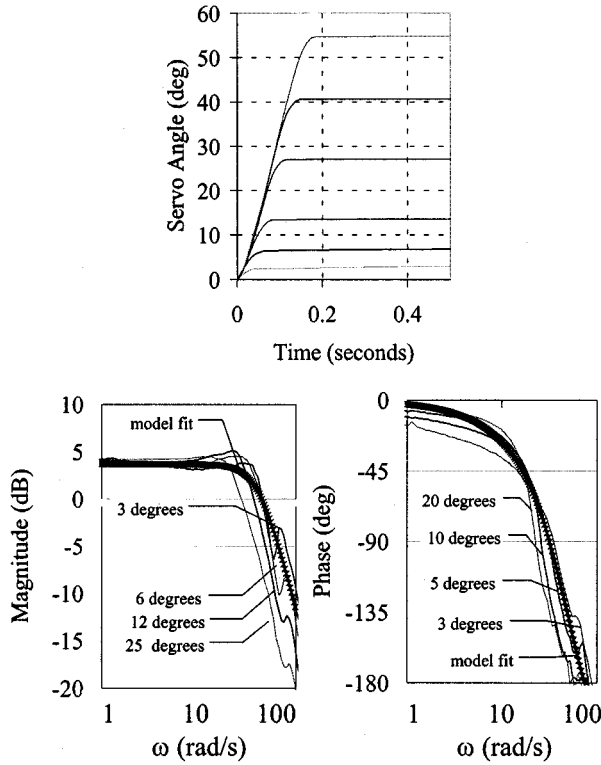 60
50
40
30
20
10
0
Servo Angle (deg)
0 0.2 0.4
Time (seconds)
10
5
0
-5
-10
-15
-20
Magnitude (dB)
model fit
3 degrees
6 degrees
12 degrees
25 degrees
1 10 100
ω (rad/s)
0
-45
-90
-135
-180
Phase (deg)
20 degrees
10 degrees
5 degrees
3 degrees
model fit
1 10 100
ω (rad/s)